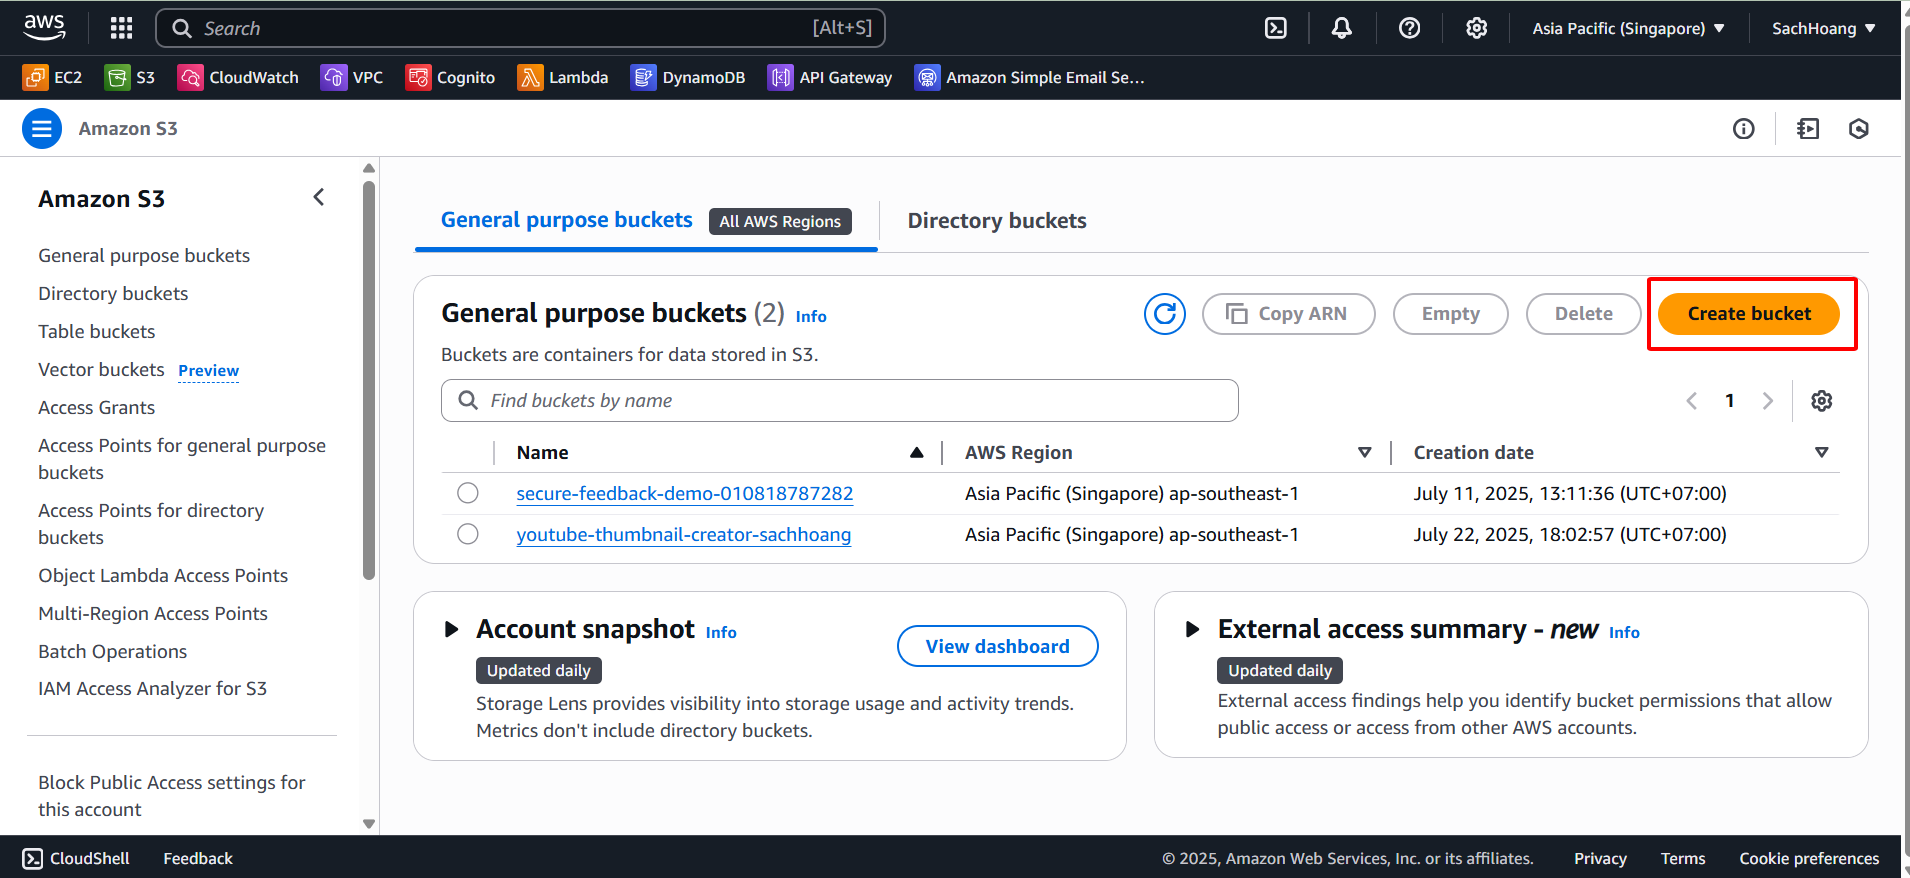 aws
Search [Alt+S]
Asia Pacific (Singapore) ▼
SachHoang ▼
EC2 S3 CloudWatch VPC Cognito Lambda DynamoDB API Gateway Amazon Simple Email Se...
Amazon S3
Amazon S3
General purpose buckets
Directory buckets
Table buckets
Vector buckets Preview
Access Grants
Access Points for general purpose
buckets
Access Points for directory
buckets
Object Lambda Access Points
Multi-Region Access Points
Batch Operations
IAM Access Analyzer for S3
Block Public Access settings for
this account
General purpose buckets All AWS Regions Directory buckets
General purpose buckets (2) Info
Copy ARN Empty Delete Create bucket
Buckets are containers for data stored in S3.
Find buckets by name
1
Name AWS Region Creation date
secure-feedback-demo-010818787282 Asia Pacific (Singapore) ap-southeast-1 July 11, 2025, 13:11:36 (UTC+07:00)
youtube-thumbnail-creator-sachhoang Asia Pacific (Singapore) ap-southeast-1 July 22, 2025, 18:02:57 (UTC+07:00)
Account snapshot Info
View dashboard
Updated daily
Storage Lens provides visibility into storage usage and activity trends.
Metrics don't include directory buckets.
External access summary - new Info
Updated daily
External access findings help you identify bucket permissions that allow
public access or access from other AWS accounts.
CloudShell Feedback © 2025, Amazon Web Services, Inc. or its affiliates. Privacy Terms Cookie preferences